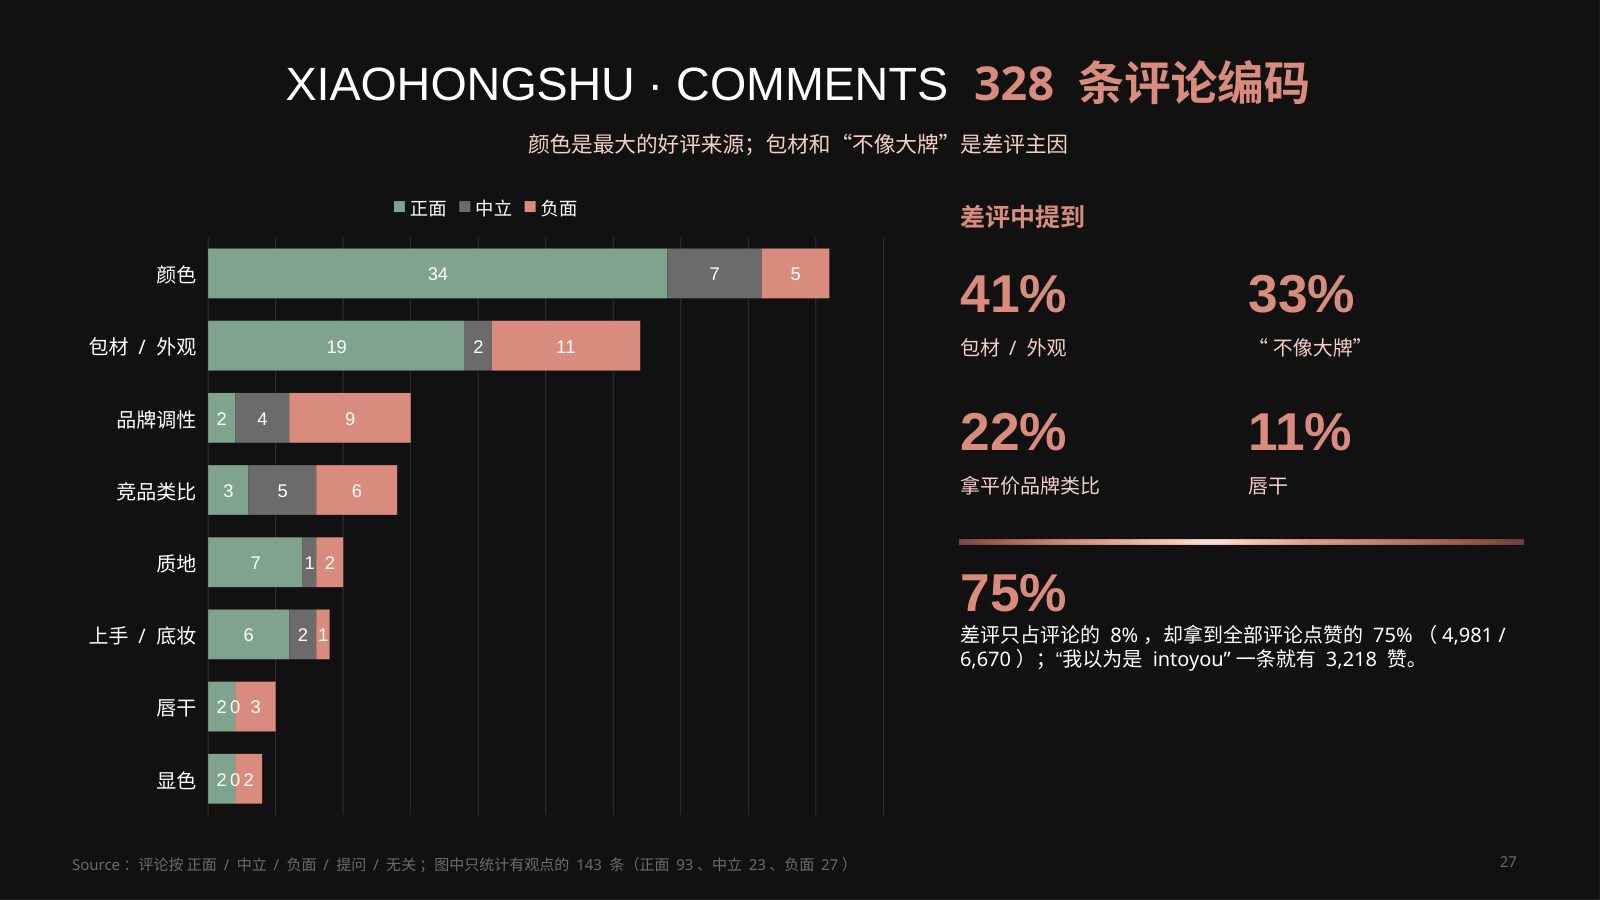 XIAOHONGSHU · COMMENTS 328 条评论编码
颜色是最大的好评来源；包材和“不像大牌”是差评主因
正面 中立 负面
颜色 34 7 5
包材 / 外观 19 2 11
品牌调性 2 4 9
竞品类比 3 5 6
质地 7 1 2
上手 / 底妆 6 2 1
唇干 2 0 3
显色 2 0 2
差评中提到
41% 33%
包材 / 外观 “不像大牌”
22% 11%
拿平价品牌类比 唇干
75%
差评只占评论的 8%，却拿到全部评论点赞的 75%（4,981 /
6,670）；“我以为是 intoyou”一条就有 3,218 赞。
Source：评论按 正面 / 中立 / 负面 / 提问 / 无关；图中只统计有观点的 143 条（正面 93、中立 23、负面 27）
27